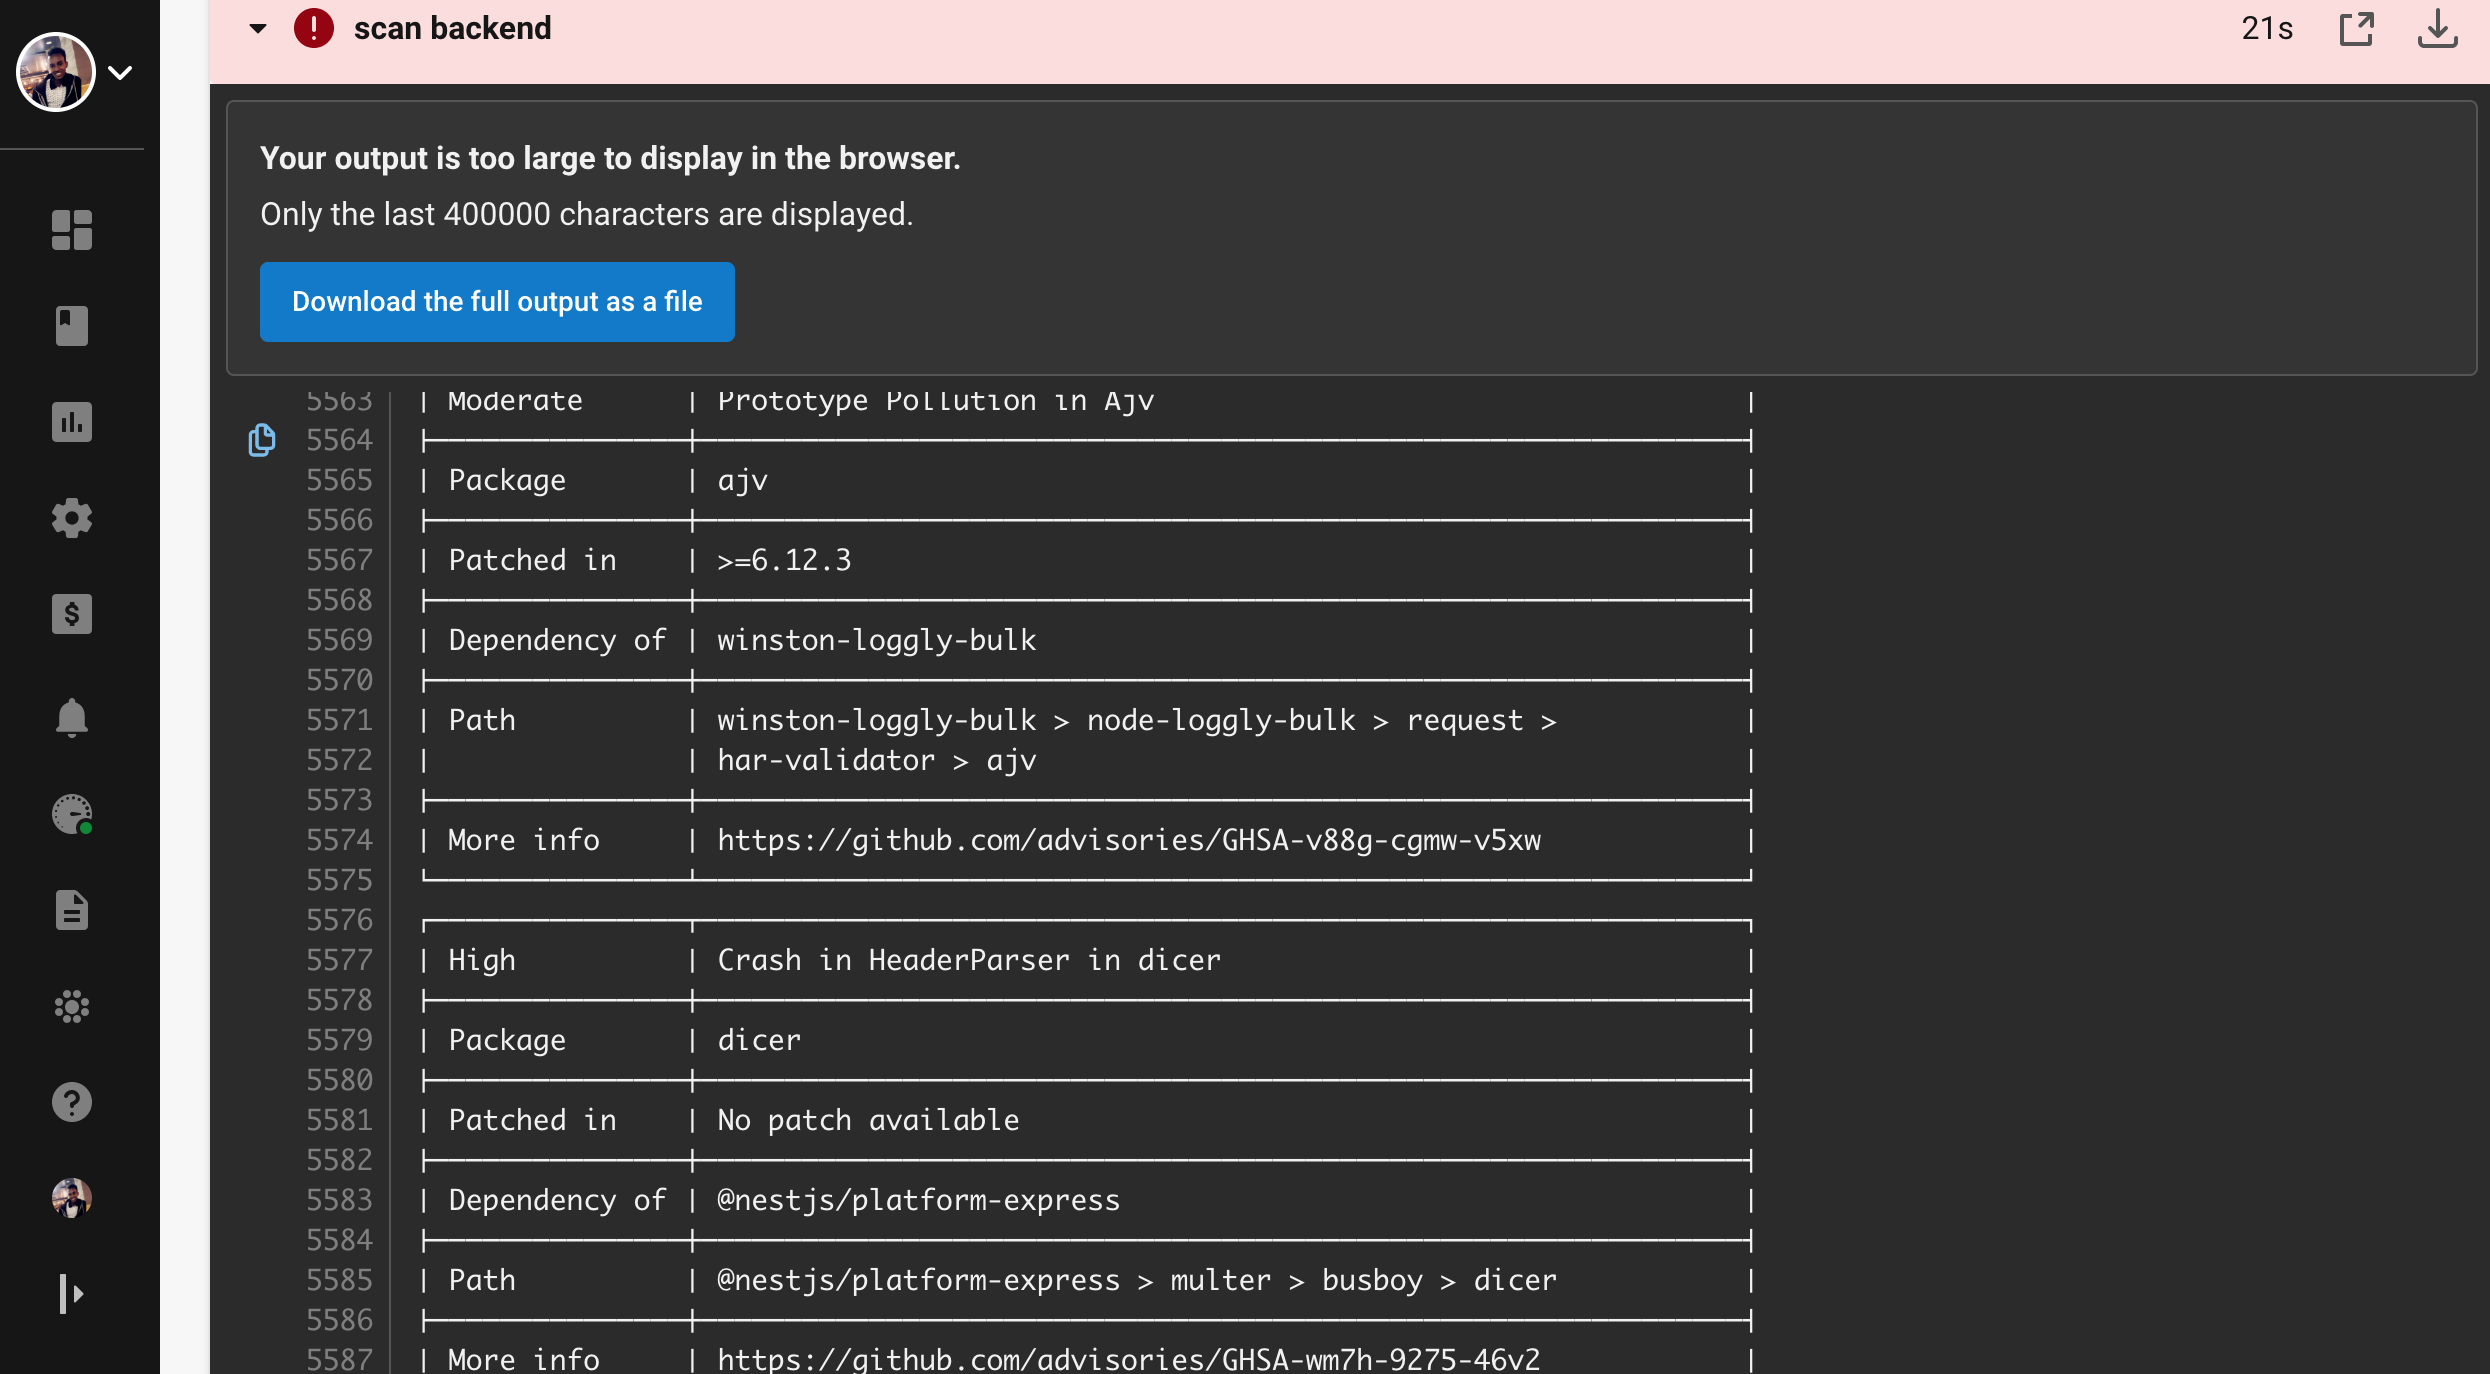 scan backend 21s
Your output is too large to display in the browser.
Only the last 400000 characters are displayed.
Download the full output as a file
5563 | Moderate | Prototype Pollution in Ajv |
5564
5565 | Package | ajv |
5566
5567 | Patched in | >=6.12.3 |
5568
5569 | Dependency of | winston-loggly-bulk |
5570
5571 | Path | winston-loggly-bulk > node-loggly-bulk > request > |
5572 | | har-validator > ajv |
5573
5574 | More info | https://github.com/advisories/GHSA-v88g-cgmw-v5xw |
5575
5576
5577 | High | Crash in HeaderParser in dicer |
5578
5579 | Package | dicer |
5580
5581 | Patched in | No patch available |
5582
5583 | Dependency of | @nestjs/platform-express |
5584
5585 | Path | @nestjs/platform-express > multer > busboy > dicer |
5586
5587 | More info | https://github.com/advisories/GHSA-wm7h-9275-46v2 |